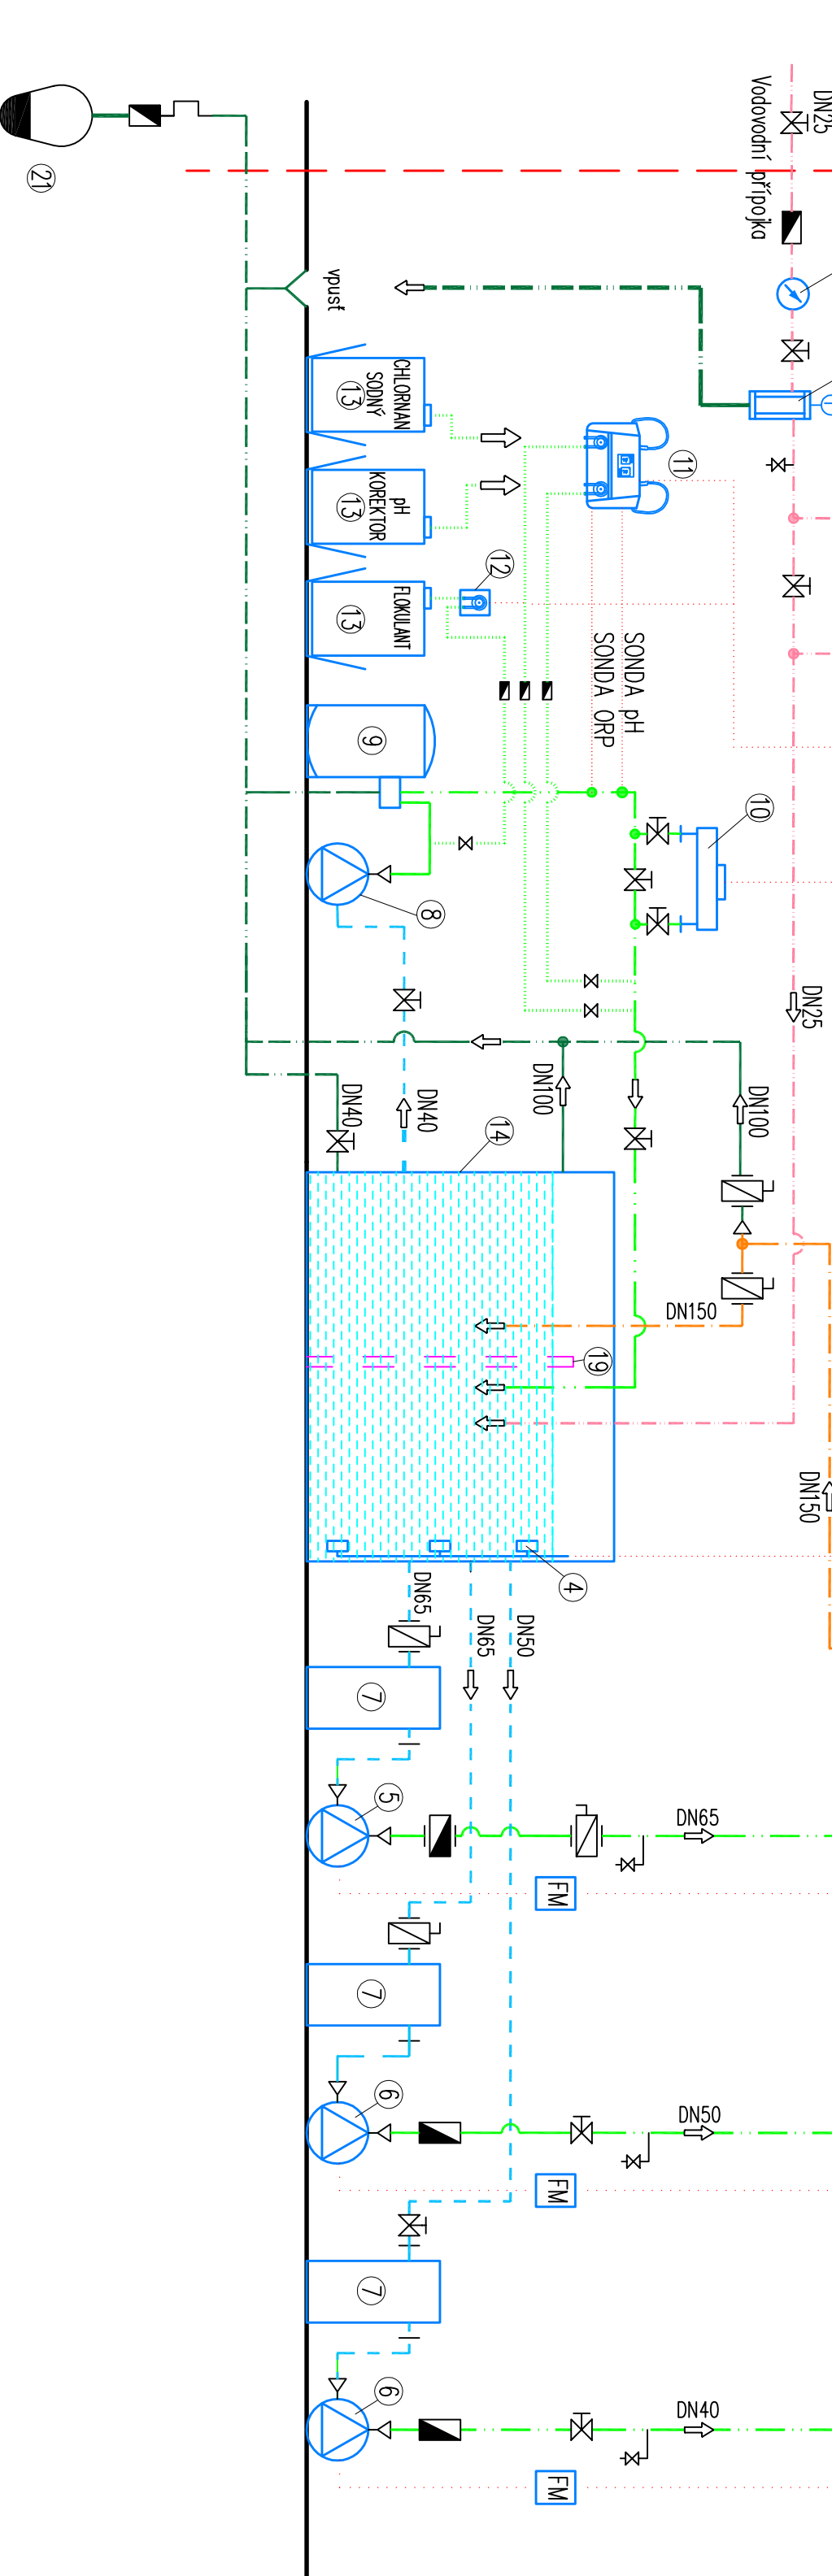 DN25
Vodovodní přípojka
21
vpusť
CHLORNAN
SODNÝ
13
pH
KOREKTOR
13
FLOKULANT
13
11
12
SONDA pH
SONDA ORP
9
10
8
DN25
DN40
DN40
DN100
DN100
14
DN150
19
DN150
4
DN65
DN65
DN50
7
5
DN65
FM
7
6
DN50
FM
7
6
DN40
FM